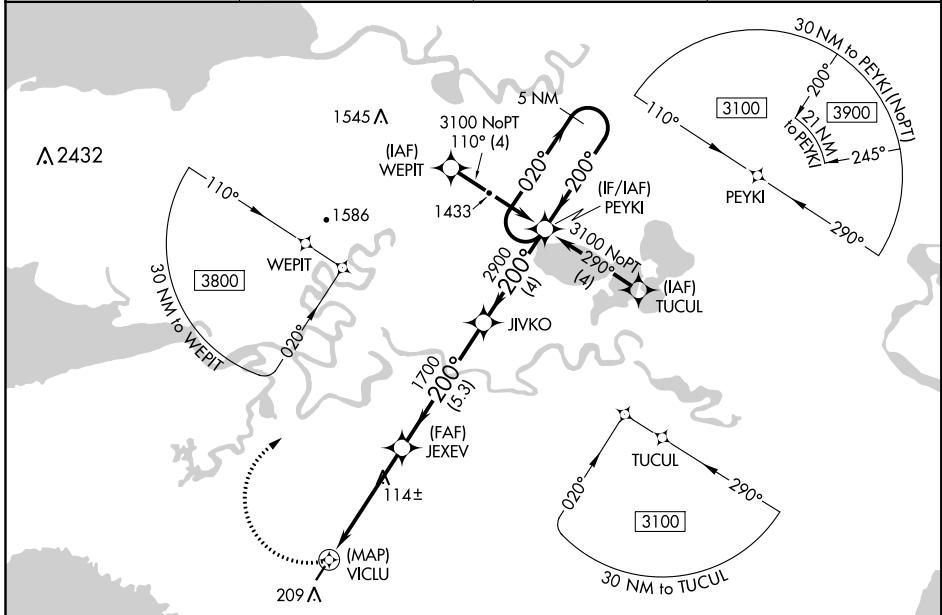 30 NM to PEYKI (NoPT)
200°
3100
3900
21 NM
to PEYKI
110°
245°
PEYKI
290°
5 NM
1545
3100 NoPT
110° (4)
(IAF)
WEPIT
1433
020°
200°
(IF/IAF)
PEYKI
3100 NoPT
290°
(4)
(IAF)
TUCUL
2432
110°
1586
WEPIT
3800
30 NM to WEPIT
020°
2900
200°
(4)
JIVKO
1700
200°
(5.3)
(FAF)
JEXEV
114±
(MAP)
VICLU
209
TUCUL
020°
290°
3100
30 NM to TUCUL